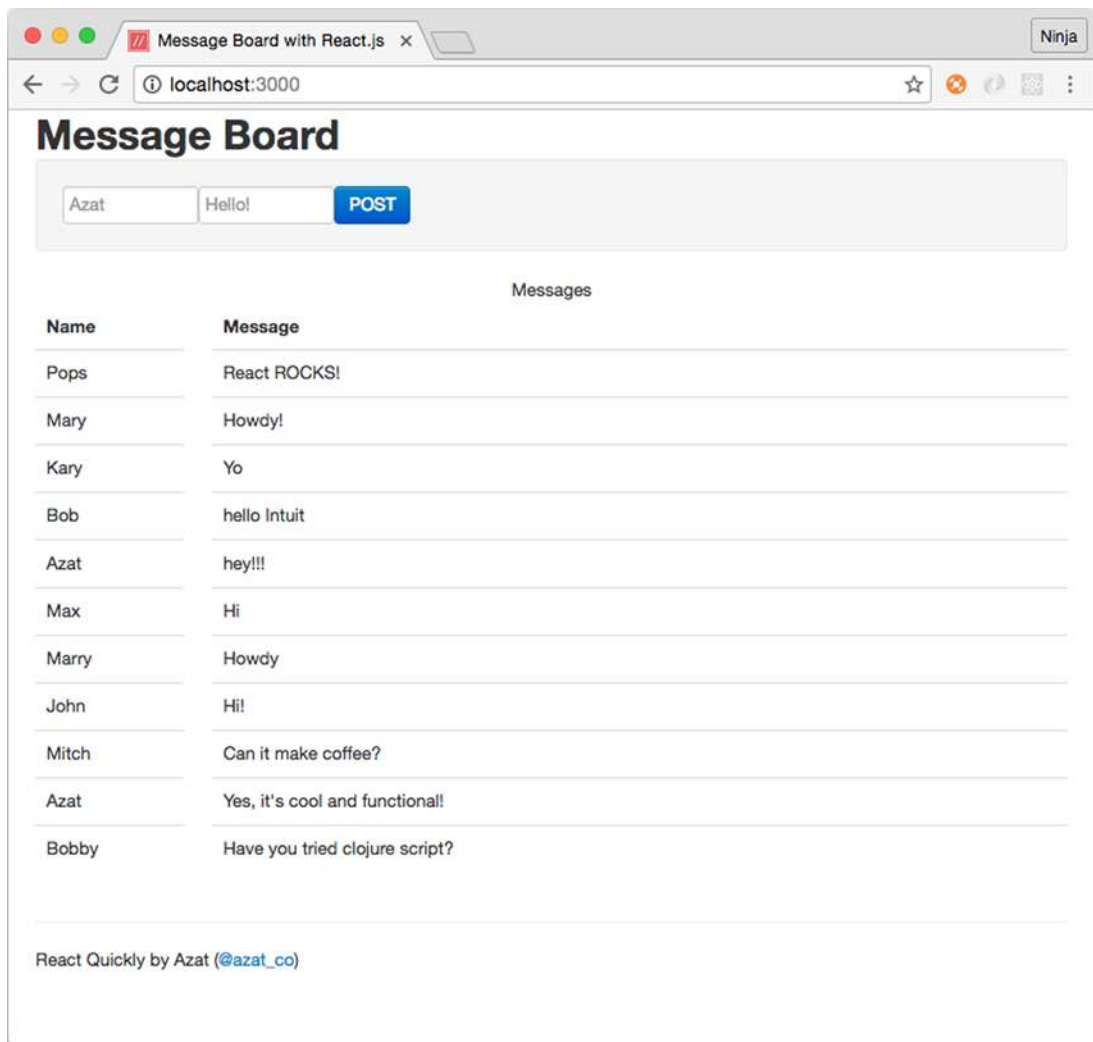 Message Board with React.js
Ninja
localhost:3000
Message Board
Azat Hello! POST
Messages
Name Message
Pops React ROCKS!
Mary Howdy!
Kary Yo
Bob hello Intuit
Azat hey!!!
Max Hi
Marry Howdy
John Hi!
Mitch Can it make coffee?
Azat Yes, it's cool and functional!
Bobby Have you tried clojure script?
React Quickly by Azat (@azat_co)